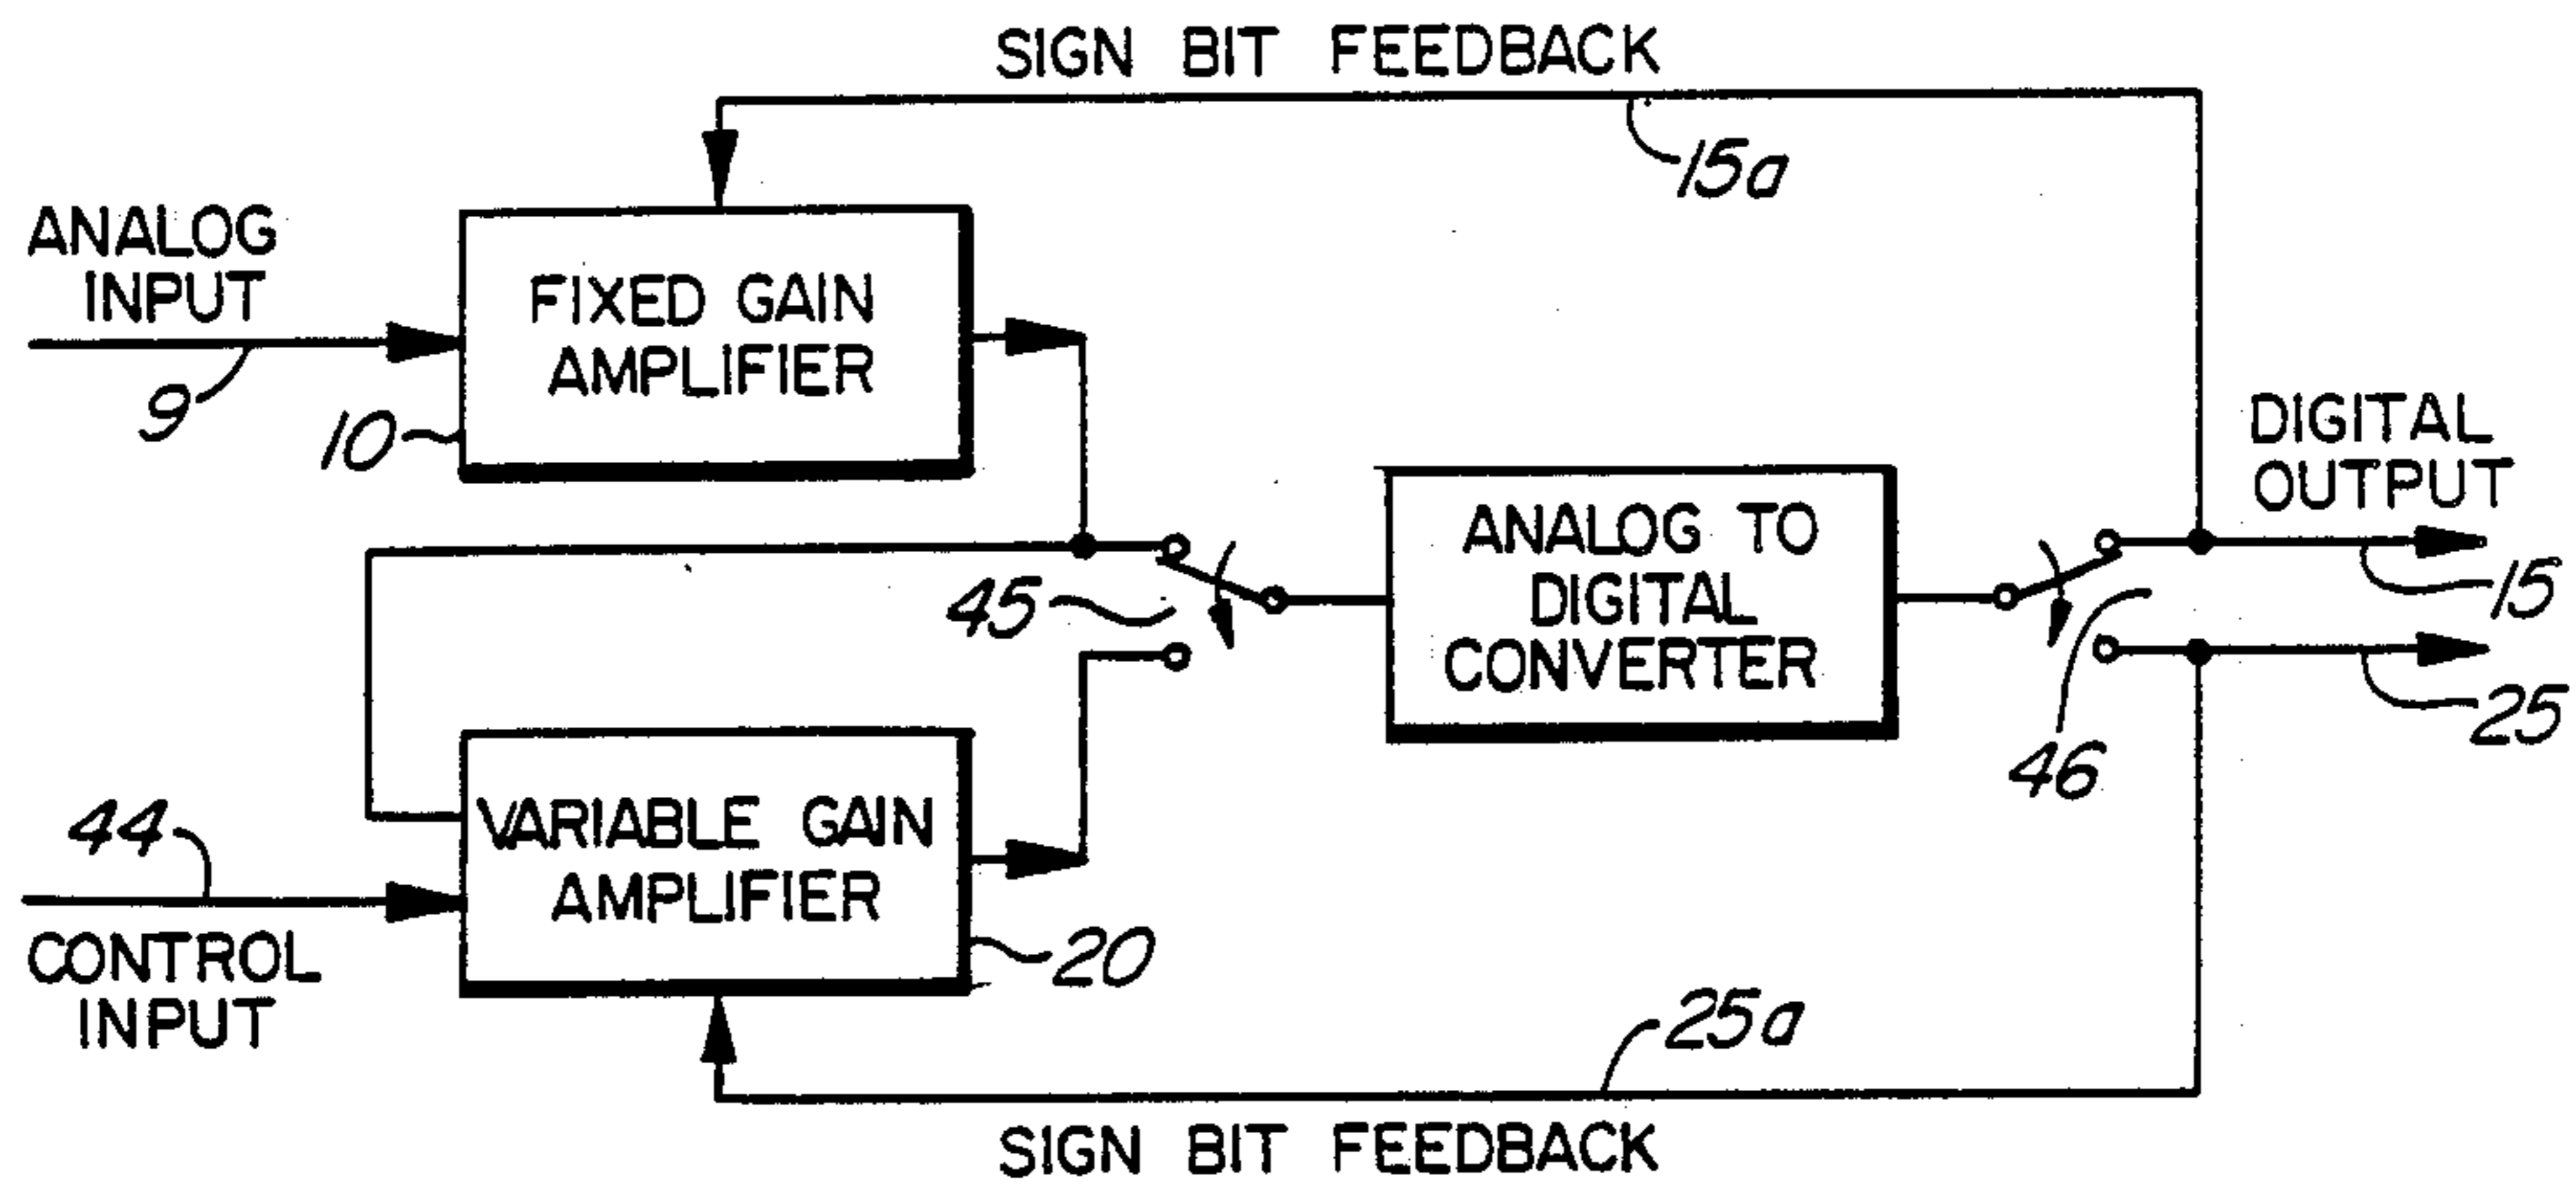 SIGN BIT FEEDBACK
15a
ANALOG
INPUT
9
10
FIXED GAIN
AMPLIFIER
DIGITAL
OUTPUT
45
ANALOG TO
DIGITAL
CONVERTER
15
46
25
44
VARIABLE GAIN
AMPLIFIER
CONTROL
INPUT
20
25a
SIGN BIT FEEDBACK